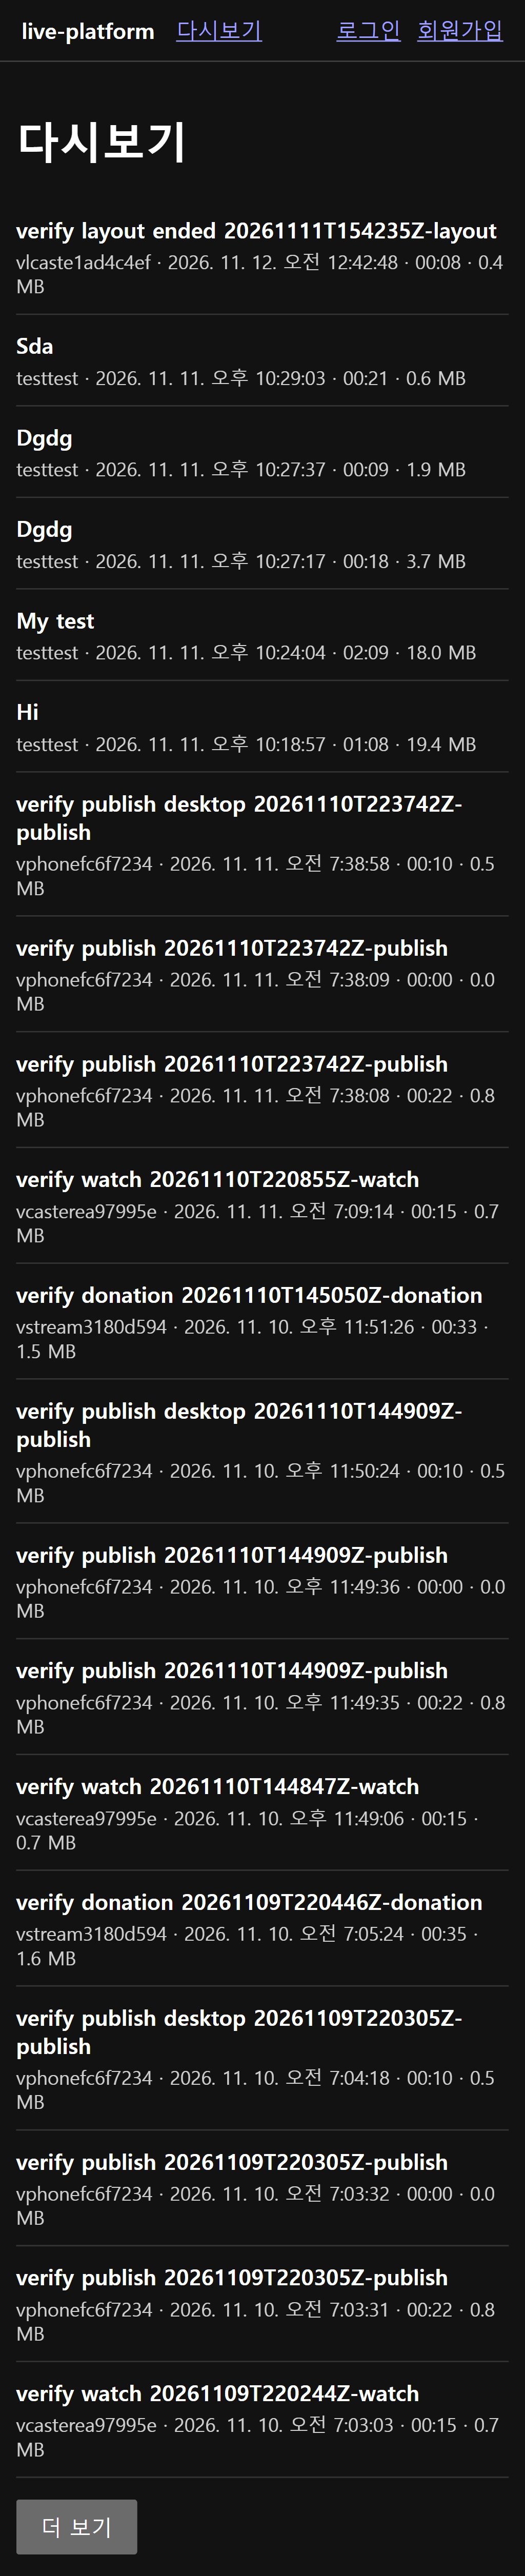 live-platform 다시보기 로그인 회원가입
다시보기
verify layout ended 20261111T154235Z-layout
vlcaste1ad4c4ef · 2026. 11. 12. 오전 12:42:48 · 00:08 · 0.4
MB
Sda
testtest · 2026. 11. 11. 오후 10:29:03 · 00:21 · 0.6 MB
Dgdg
testtest · 2026. 11. 11. 오후 10:27:37 · 00:09 · 1.9 MB
Dgdg
testtest · 2026. 11. 11. 오후 10:27:17 · 00:18 · 3.7 MB
My test
testtest · 2026. 11. 11. 오후 10:24:04 · 02:09 · 18.0 MB
Hi
testtest · 2026. 11. 11. 오후 10:18:57 · 01:08 · 19.4 MB
verify publish desktop 20261110T223742Z-
publish
vphonefc6f7234 · 2026. 11. 11. 오전 7:38:58 · 00:10 · 0.5
MB
verify publish 20261110T223742Z-publish
vphonefc6f7234 · 2026. 11. 11. 오전 7:38:09 · 00:00 · 0.0
MB
verify publish 20261110T223742Z-publish
vphonefc6f7234 · 2026. 11. 11. 오전 7:38:08 · 00:22 · 0.8
MB
verify watch 20261110T220855Z-watch
vcasterea97995e · 2026. 11. 11. 오전 7:09:14 · 00:15 · 0.7
MB
verify donation 20261110T145050Z-donation
vstream3180d594 · 2026. 11. 10. 오후 11:51:26 · 00:33 ·
1.5 MB
verify publish desktop 20261110T144909Z-
publish
vphonefc6f7234 · 2026. 11. 10. 오후 11:50:24 · 00:10 · 0.5
MB
verify publish 20261110T144909Z-publish
vphonefc6f7234 · 2026. 11. 10. 오후 11:49:36 · 00:00 · 0.0
MB
verify publish 20261110T144909Z-publish
vphonefc6f7234 · 2026. 11. 10. 오후 11:49:35 · 00:22 · 0.8
MB
verify watch 20261110T144847Z-watch
vcasterea97995e · 2026. 11. 10. 오후 11:49:06 · 00:15 ·
0.7 MB
verify donation 20261109T220446Z-donation
vstream3180d594 · 2026. 11. 10. 오전 7:05:24 · 00:35 ·
1.6 MB
verify publish desktop 20261109T220305Z-
publish
vphonefc6f7234 · 2026. 11. 10. 오전 7:04:18 · 00:10 · 0.5
MB
verify publish 20261109T220305Z-publish
vphonefc6f7234 · 2026. 11. 10. 오전 7:03:32 · 00:00 · 0.0
MB
verify publish 20261109T220305Z-publish
vphonefc6f7234 · 2026. 11. 10. 오전 7:03:31 · 00:22 · 0.8
MB
verify watch 20261109T220244Z-watch
vcasterea97995e · 2026. 11. 10. 오전 7:03:03 · 00:15 · 0.7
MB
더 보기